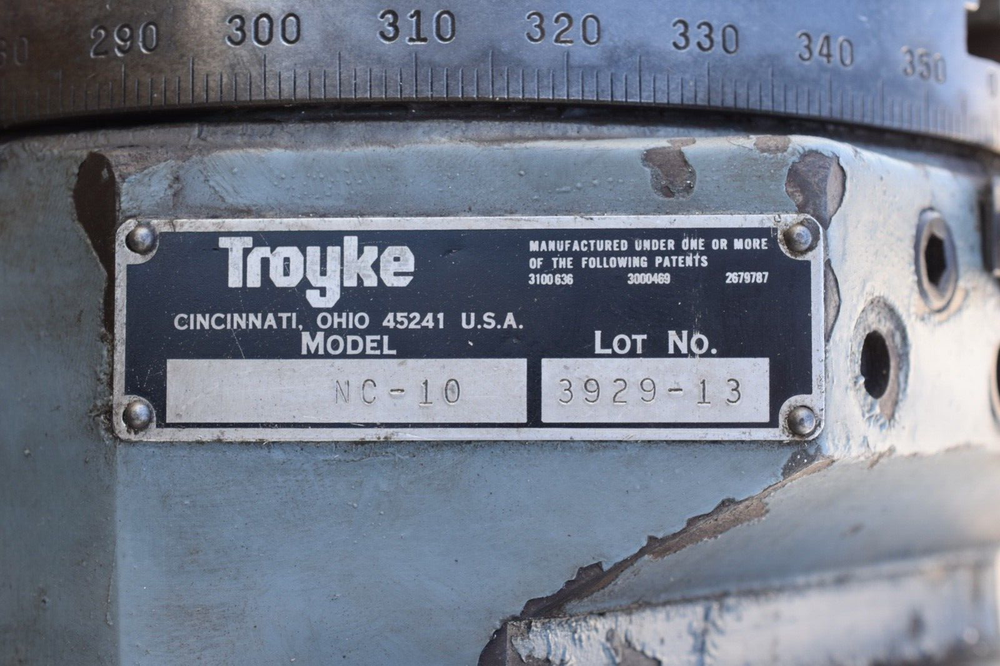 290 300 310 320 330 340 350
Troyke
CINCINNATI, OHIO 45241 U.S.A.
MANUFACTURED UNDER ONE OR MORE
OF THE FOLLOWING PATENTS
3100636 3000469 2679787
MODEL
NC-10
LOT NO.
3929-13